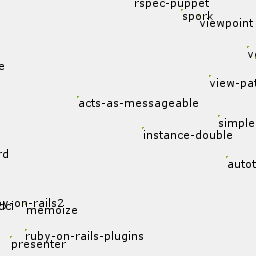 rspec-puppet
spork
viewpoint
view-pat
acts-as-messageable
simple
instance-double
rd
autot
y-ion-rails2
memoize
ruby-on-rails-plugins
presenter